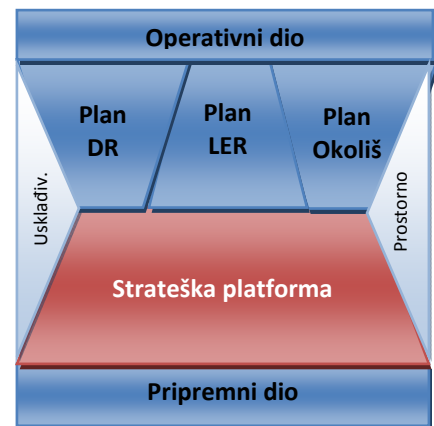 Operativni dio
Plan
DR
Plan
LER
Plan
Okoliš
Usklađiv.
Prostorno
Strateška platforma
Pripremni dio